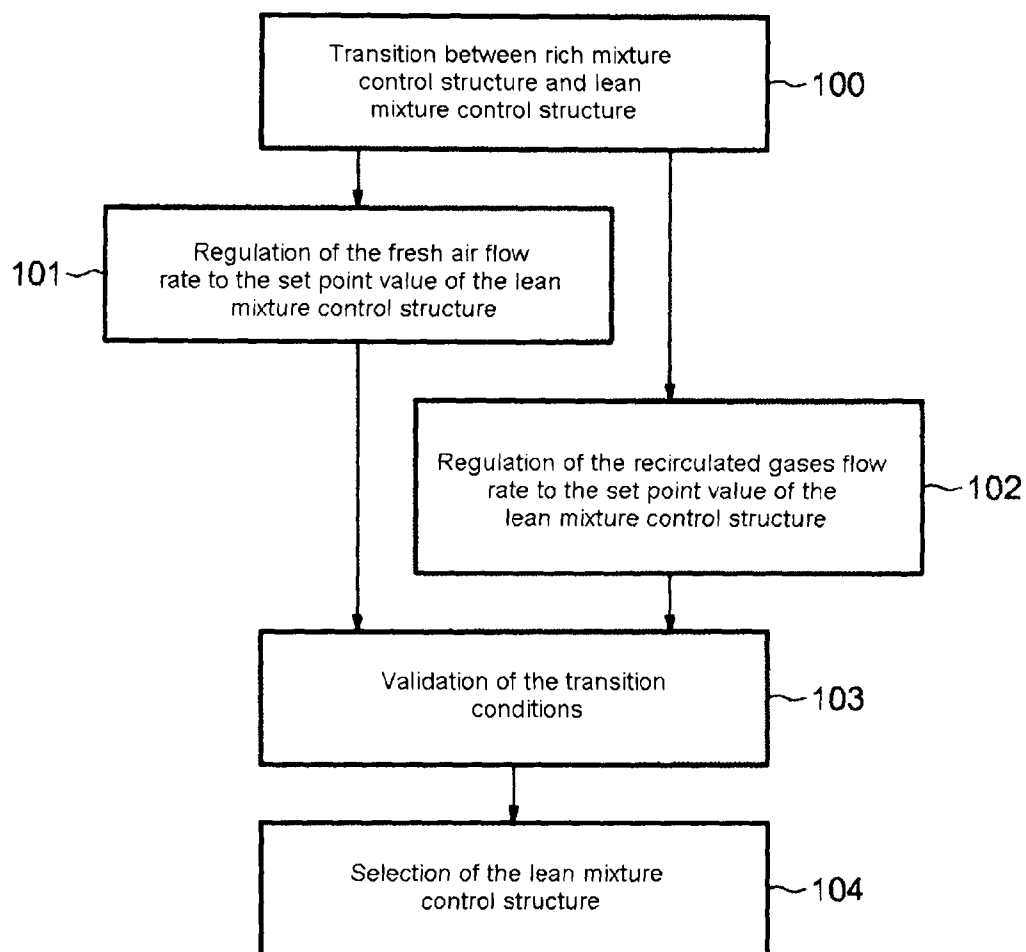 Transition between rich mixture
control structure and lean
mixture control structure
100
101
Regulation of the fresh air flow
rate to the set point value of the lean
mixture control structure
Regulation of the recirculated gases flow
rate to the set point value of the
lean mixture control structure
102
Validation of the transition
conditions
103
Selection of the lean mixture
control structure
104